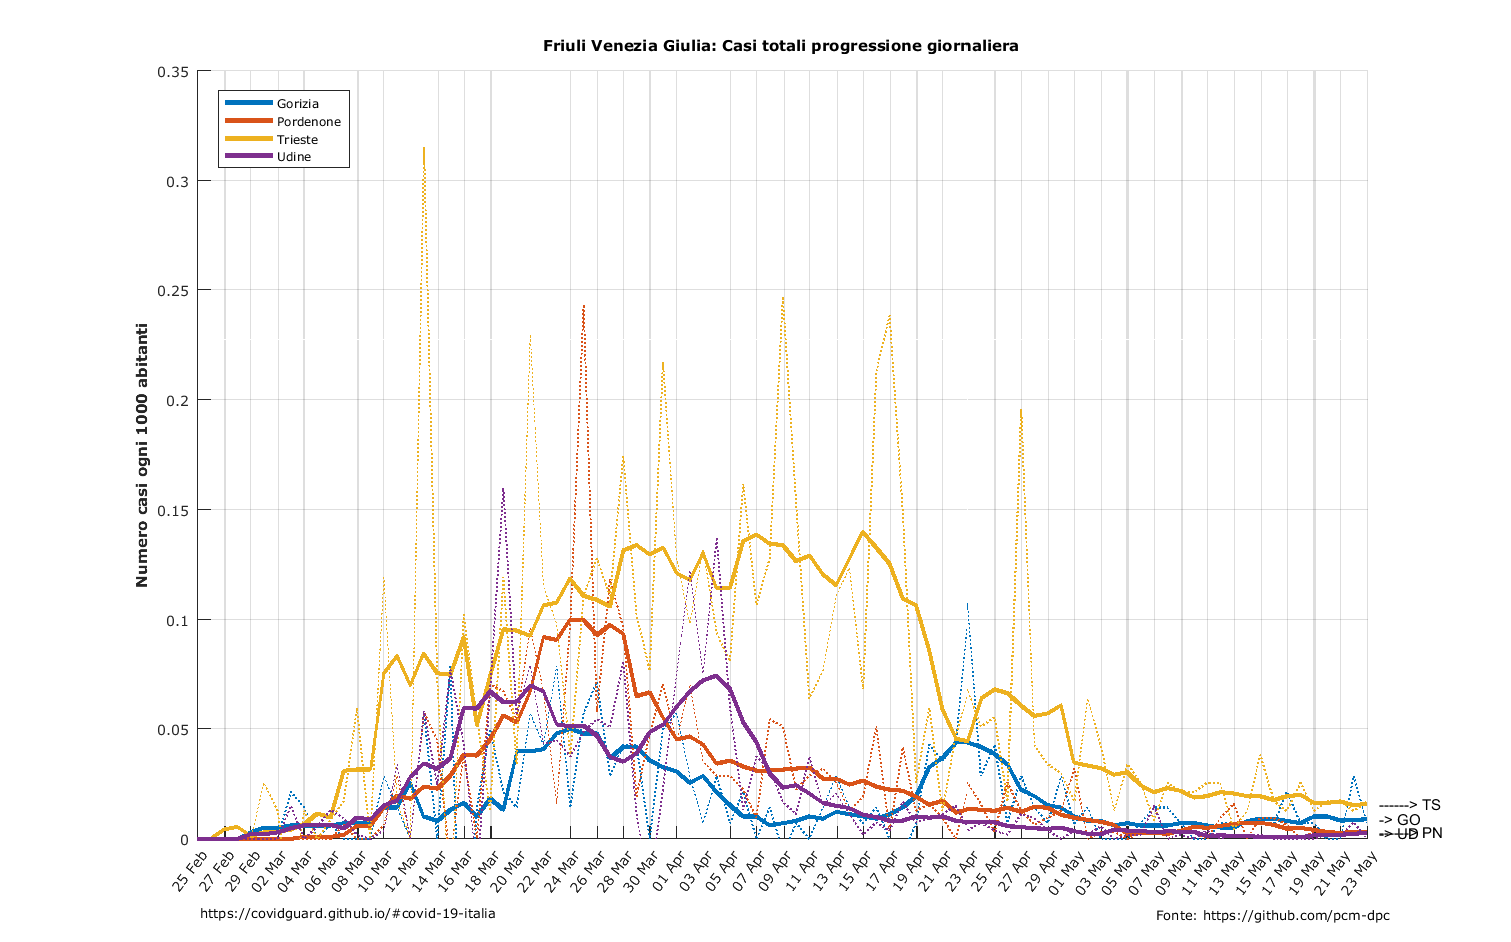 Friuli Venezia Giulia: Casi totali progressione giornaliera
0.35
0.3
0.25
0.2
0.15
0.1
0.05
0
Numero casi ogni 1000 abitanti
Gorizia
Pordenone
Trieste
Udine
------> TS
-> GO
----> PN
--> UD
25 Feb
27 Feb
29 Feb
02 Mar
04 Mar
06 Mar
08 Mar
10 Mar
12 Mar
14 Mar
16 Mar
18 Mar
20 Mar
22 Mar
24 Mar
26 Mar
28 Mar
30 Mar
01 Apr
03 Apr
05 Apr
07 Apr
09 Apr
11 Apr
13 Apr
15 Apr
17 Apr
19 Apr
21 Apr
23 Apr
25 Apr
27 Apr
29 Apr
01 May
03 May
05 May
07 May
09 May
11 May
13 May
15 May
17 May
19 May
21 May
23 May
https://covidguard.github.io/#covid-19-italia
Fonte: https://github.com/pcm-dpc